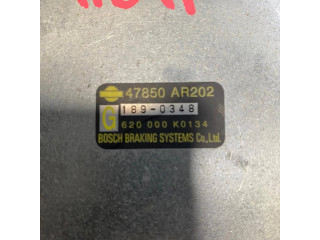 47850 AR202
G 189-0348
620 000 K0134
BOSCH BRAKING SYSTEMS Co.,Ltd.